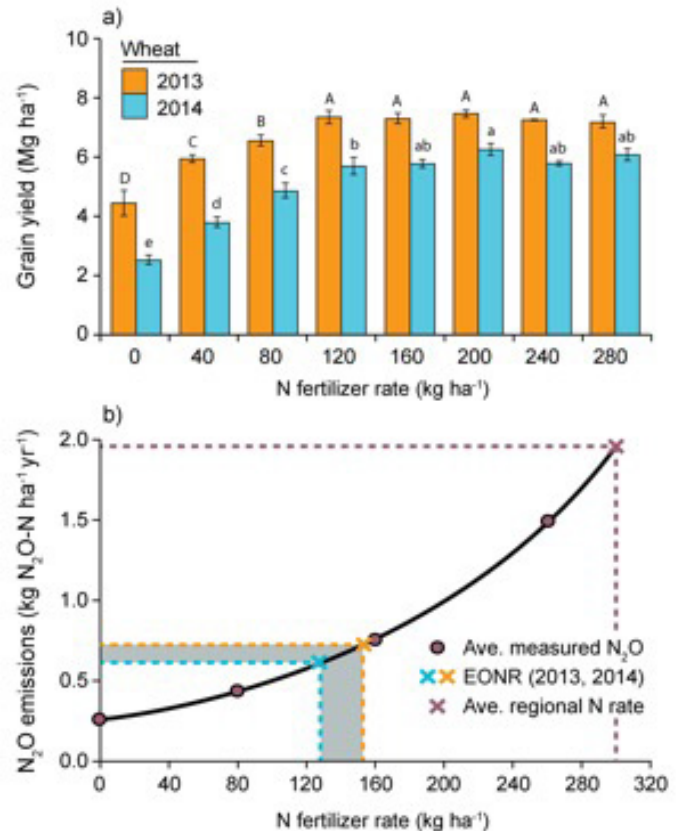 a)
Grain yield (Mg ha⁻¹)
10
8
6
4
2
0
Wheat
2013
2014
D
e
C
d
B
c
A
b
A
ab
A
a
A
ab
A
ab
0 40 80 120 160 200 240 280
N fertilizer rate (kg ha⁻¹)
b)
N₂O emissions (kg N₂O-N ha⁻¹ yr⁻¹)
2.0
1.5
1.0
0.5
0.0
Ave. measured N₂O
EONR (2013, 2014)
Ave. regional N rate
0 40 80 120 160 200 240 280 320
N fertilizer rate (kg ha⁻¹)